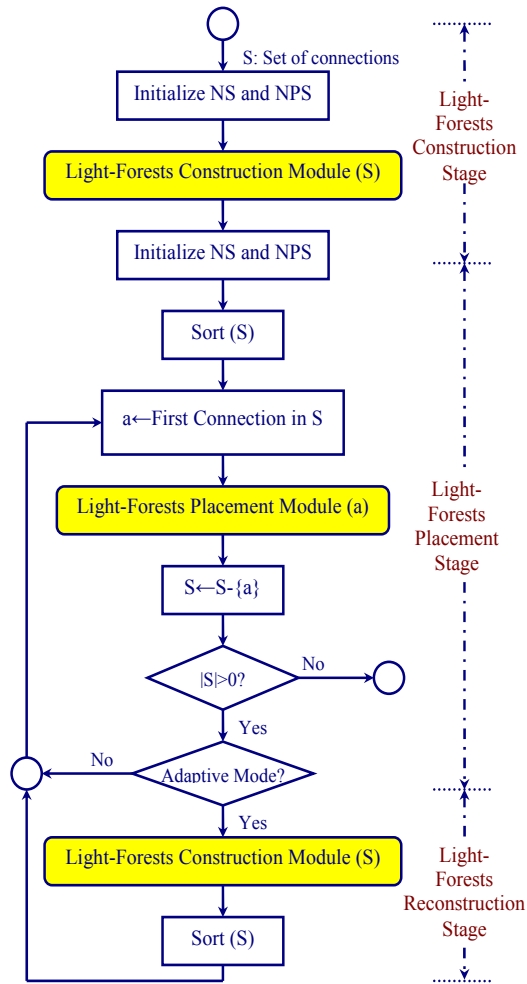 S: Set of connections
Initialize NS and NPS
Light-Forests Construction Module (S)
Initialize NS and NPS
Sort (S)
a←First Connection in S
Light-Forests Placement Module (a)
S←S-{a}
|S|>0?
No
Yes
Adaptive Mode?
No
Yes
Light-Forests Construction Module (S)
Sort (S)
Light-
Forests
Construction
Stage
Light-
Forests
Placement
Stage
Light-
Forests
Reconstruction
Stage